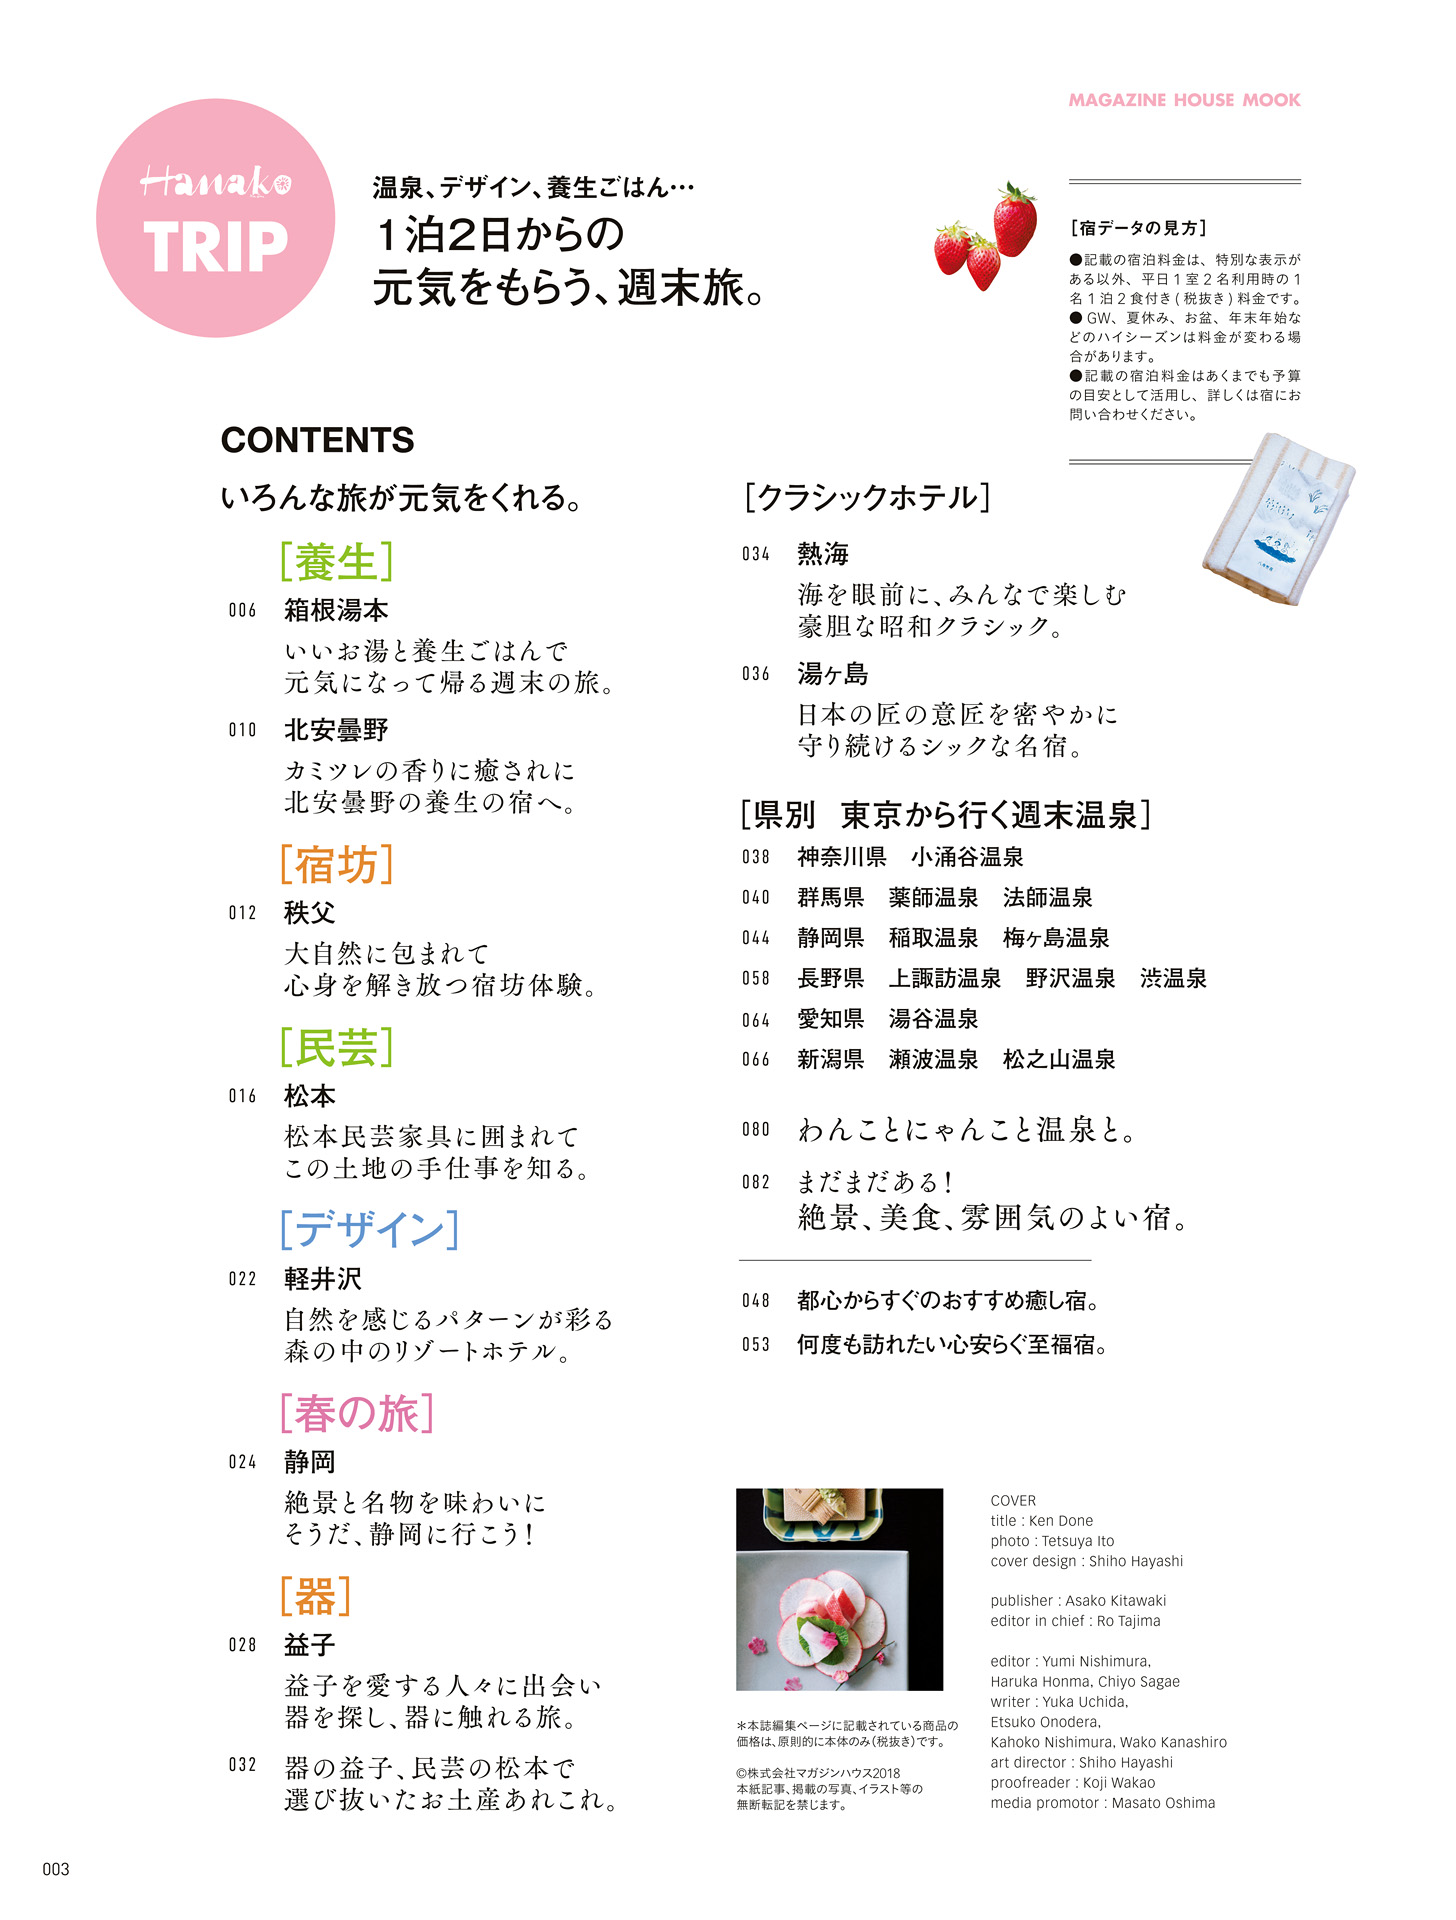 Hanako
TRIP
温泉、デザイン、養生ごはん…
1泊2日からの
元気をもらう、週末旅。
MAGAZINE HOUSE MOOK
［宿データの見方］
●記載の宿泊料金は、特別な表示が
ある以外、平日1室2名利用時の1
名1泊2食付き(税抜き)料金です。
●GW、夏休み、お盆、年末年始な
どのハイシーズンは料金が変わる場
合があります。
●記載の宿泊料金はあくまでも予算
の目安として活用し、詳しくは宿にお
問い合わせください。
CONTENTS
いろんな旅が元気をくれる。
［養生］
006 箱根湯本
いいお湯と養生ごはんで
元気になって帰る週末の旅。
010 北安曇野
カミツレの香りに癒されに
北安曇野の養生の宿へ。
［宿坊］
012 秩父
大自然に包まれて
心身を解き放つ宿坊体験。
［民芸］
016 松本
松本民芸家具に囲まれて
この土地の手仕事を知る。
［デザイン］
022 軽井沢
自然を感じるパターンが彩る
森の中のリゾートホテル。
［春の旅］
024 静岡
絶景と名物を味わいに
そうだ、静岡に行こう！
［器］
028 益子
益子を愛する人々に出会い
器を探し、器に触れる旅。
032 器の益子、民芸の松本で
選び抜いたお土産あれこれ。
［クラシックホテル］
034 熱海
海を眼前に、みんなで楽しむ
豪胆な昭和クラシック。
036 湯ヶ島
日本の匠の意匠を密やかに
守り続けるシックな名宿。
［県別　東京から行く週末温泉］
038 神奈川県　小涌谷温泉
040 群馬県　薬師温泉　法師温泉
044 静岡県　稲取温泉　梅ヶ島温泉
058 長野県　上諏訪温泉　野沢温泉　渋温泉
064 愛知県　湯谷温泉
066 新潟県　瀬波温泉　松之山温泉
080 わんことにゃんこと温泉と。
082 まだまだある！
絶景、美食、雰囲気のよい宿。
048 都心からすぐのおすすめ癒し宿。
053 何度も訪れたい心安らぐ至福宿。
＊本誌編集ページに記載されている商品の
価格は、原則的に本体のみ（税抜き）です。
©株式会社マガジンハウス2018
本紙記事、掲載の写真、イラスト等の
無断転記を禁じます。
COVER
title : Ken Done
photo : Tetsuya Ito
cover design : Shiho Hayashi
publisher : Asako Kitawaki
editor in chief : Ro Tajima
editor : Yumi Nishimura,
Haruka Honma, Chiyo Sagae
writer : Yuka Uchida,
Etsuko Onodera,
Kahoko Nishimura, Wako Kanashiro
art director : Shiho Hayashi
proofreader : Koji Wakao
media promotor : Masato Oshima
003